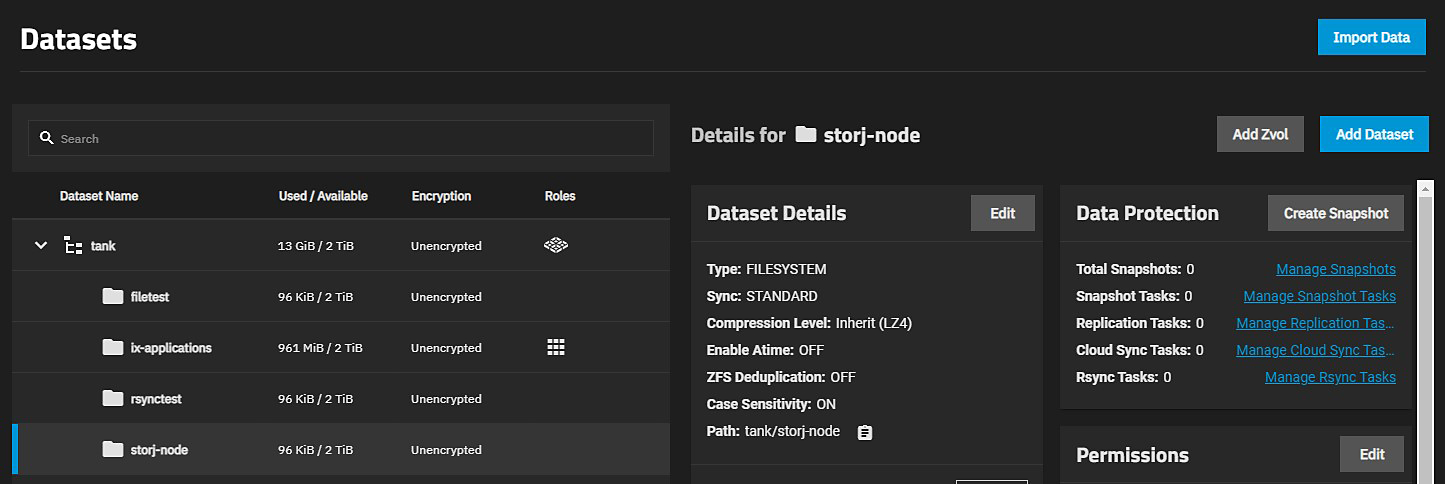 Datasets
Import Data
Search
Dataset Name Used / Available Encryption Roles
tank 13 GiB / 2 TiB Unencrypted
filetest 96 KiB / 2 TiB Unencrypted
ix-applications 961 MiB / 2 TiB Unencrypted
rsynctest 96 KiB / 2 TiB Unencrypted
storj-node 96 KiB / 2 TiB Unencrypted
Details for storj-node
Add Zvol
Add Dataset
Dataset Details
Edit
Type: FILESYSTEM
Sync: STANDARD
Compression Level: Inherit (LZ4)
Enable Atime: OFF
ZFS Deduplication: OFF
Case Sensitivity: ON
Path: tank/storj-node
Data Protection
Create Snapshot
Total Snapshots: 0 Manage Snapshots
Snapshot Tasks: 0 Manage Snapshot Tasks
Replication Tasks: 0 Manage Replication Tas...
Cloud Sync Tasks: 0 Manage Cloud Sync Tas...
Rsync Tasks: 0 Manage Rsync Tasks
Permissions
Edit